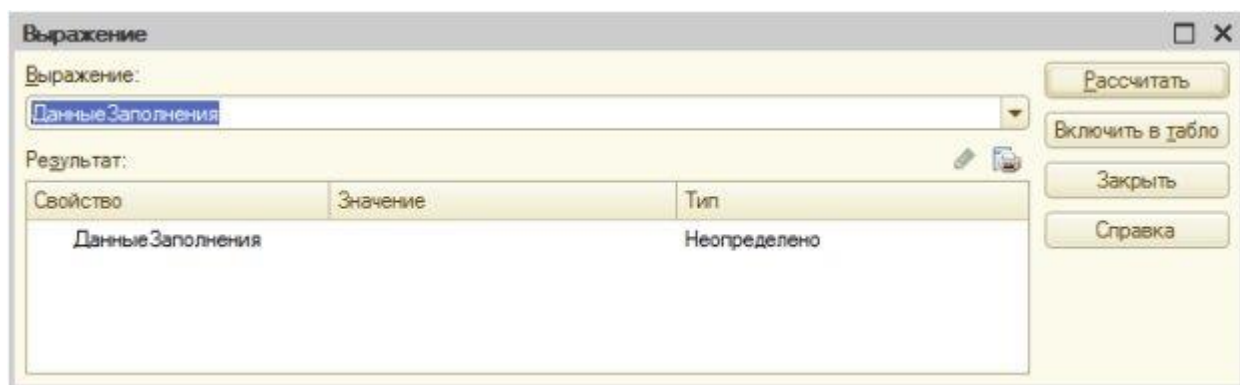 Выражение
Выражение:
ДанныеЗаполнения
Результат:
Свойство Значение Тип
ДанныеЗаполнения Неопределено
Рассчитать
Включить в табло
Закрыть
Справка